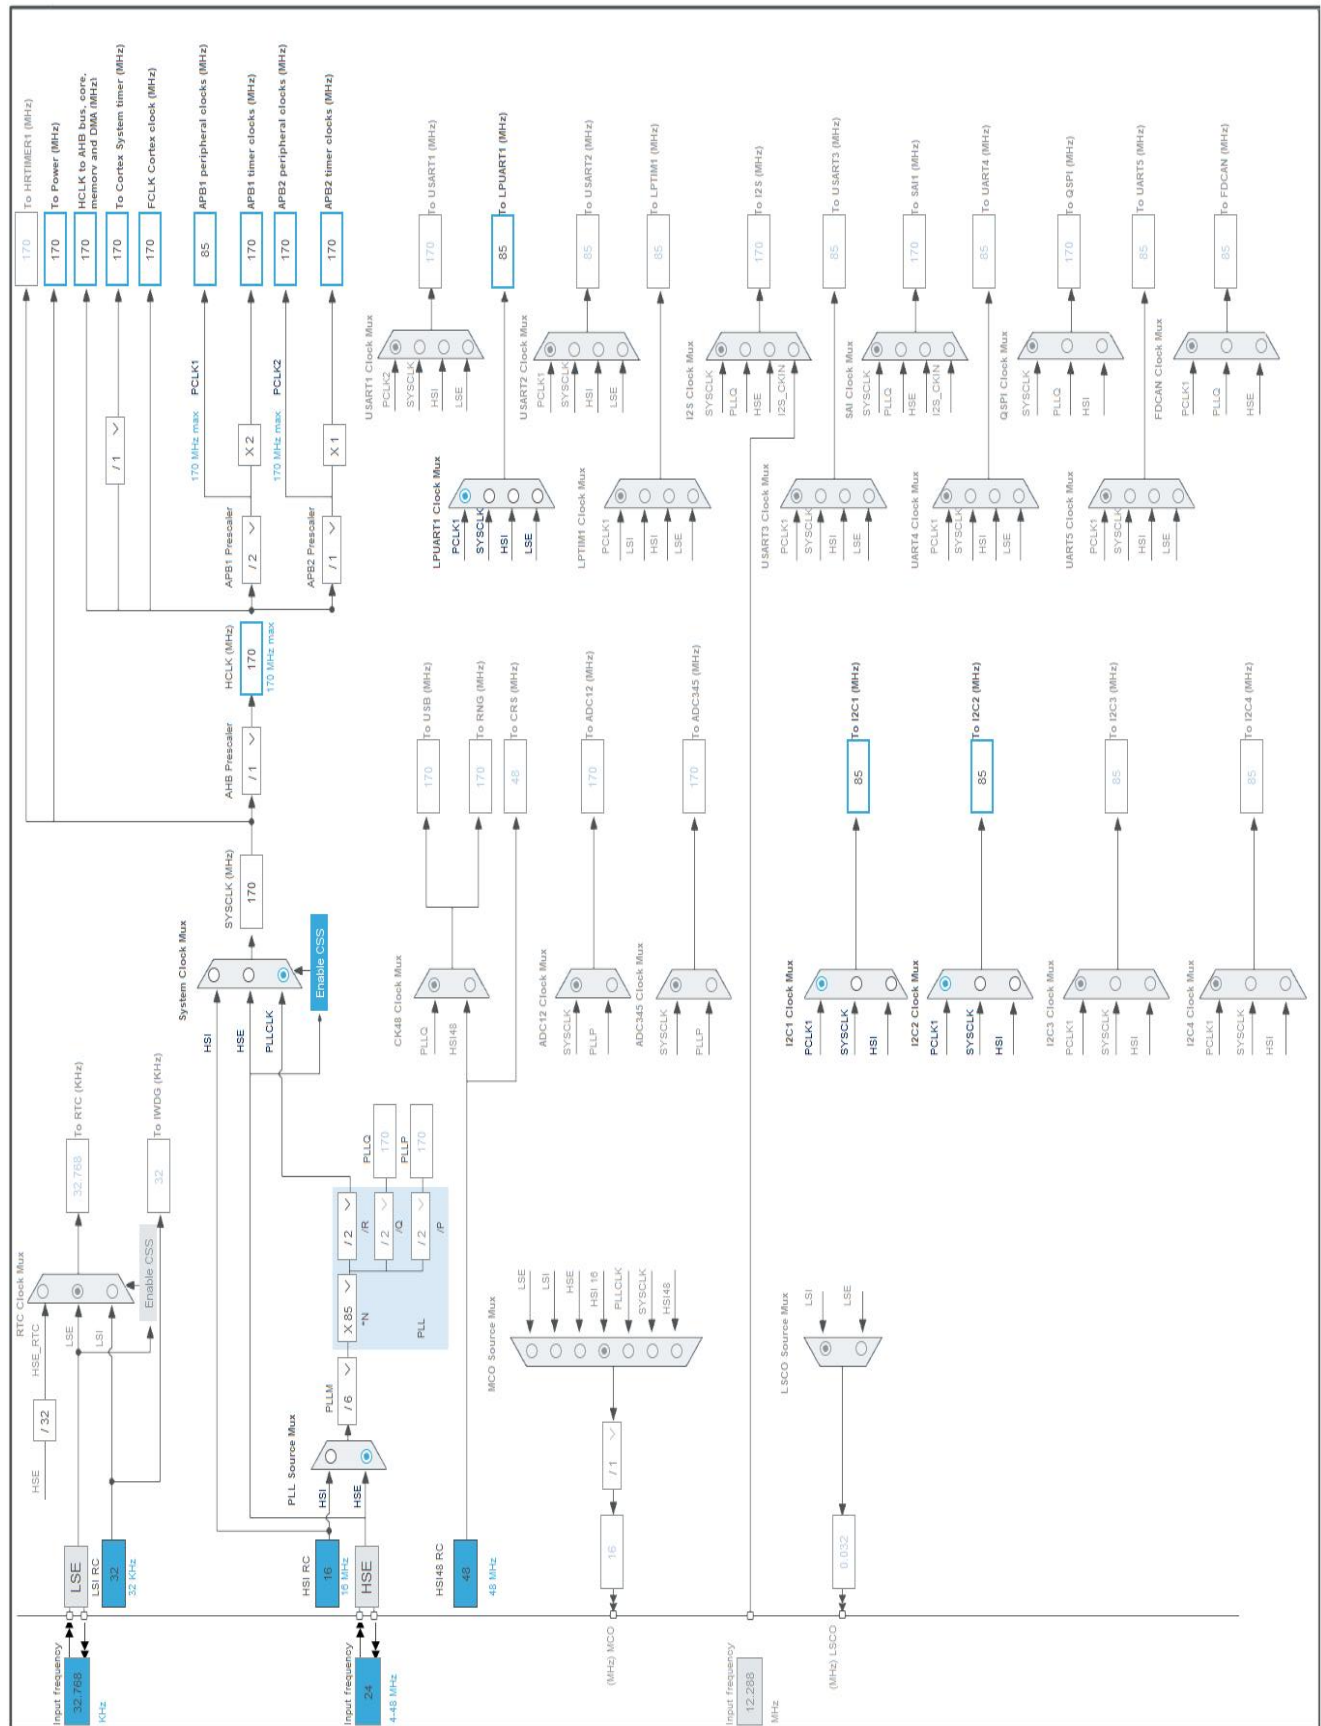 RTC Clock Mux
HSE
/ 32
HSE_RTC
To HRTIMER1 (MHz)
170
Input frequency
32.768
KHz
LSE
LSE
32.768
To RTC (KHz)
170
To Power (MHz)
LSI RC
32
32 KHz
LSI
Enable CSS
32
To IWDG (KHz)
170
HCLK to AHB bus, core,
memory and DMA (MHz)
/ 1
170
To Cortex System timer (MHz)
170
FCLK Cortex clock (MHz)
System Clock Mux
HSI
HSE
PLLCLK
Enable CSS
SYSCLK (MHz)
170
AHB Prescaler
/ 1
HCLK (MHz)
170
170 MHz max
APB1 Prescaler
/ 2
170 MHz max
PCLK1
85
APB1 peripheral clocks (MHz)
X 2
170
APB1 timer clocks (MHz)
APB2 Prescaler
/ 1
170 MHz max
PCLK2
170
APB2 peripheral clocks (MHz)
X 1
170
APB2 timer clocks (MHz)
PLL Source Mux
HSI RC
16
16 MHz
HSI
Input frequency
24
4-48 MHz
HSE
HSE
PLLM
/ 6
X 85
*N
/ 2
/R
PLLQ
/ 2
/Q
170
PLLP
/ 2
/P
170
PLL
HSI48 RC
48
48 MHz
CK48 Clock Mux
PLLQ
HSI48
170
To USB (MHz)
170
To RNG (MHz)
48
To CRS (MHz)
USART1 Clock Mux
PCLK2
SYSCLK
HSI
LSE
170
To USART1 (MHz)
LPUART1 Clock Mux
PCLK1
SYSCLK
HSI
LSE
85
To LPUART1 (MHz)
USART2 Clock Mux
PCLK1
SYSCLK
HSI
LSE
85
To USART2 (MHz)
ADC12 Clock Mux
SYSCLK
PLLP
170
To ADC12 (MHz)
LPTIM1 Clock Mux
PCLK1
LSI
HSI
LSE
85
To LPTIM1 (MHz)
ADC345 Clock Mux
SYSCLK
PLLP
170
To ADC345 (MHz)
I2S Clock Mux
SYSCLK
PLLQ
HSE
I2S_CKIN
170
To I2S (MHz)
MCO Source Mux
LSE
LSI
HSE
HSI 16
PLLCLK
SYSCLK
HSI48
(MHz) MCO
16
/ 1
Input frequency
12.288
MHz
LSCO Source Mux
LSI
LSE
(MHz) LSCO
0.032
USART3 Clock Mux
PCLK1
SYSCLK
HSI
LSE
85
To USART3 (MHz)
SAI Clock Mux
SYSCLK
PLLQ
HSE
I2S_CKIN
170
To SAI1 (MHz)
I2C1 Clock Mux
PCLK1
SYSCLK
HSI
85
To I2C1 (MHz)
UART4 Clock Mux
PCLK1
SYSCLK
HSI
LSE
85
To UART4 (MHz)
I2C2 Clock Mux
PCLK1
SYSCLK
HSI
85
To I2C2 (MHz)
QSPI Clock Mux
SYSCLK
PLLQ
HSI
170
To QSPI (MHz)
I2C3 Clock Mux
PCLK1
SYSCLK
HSI
85
To I2C3 (MHz)
UART5 Clock Mux
PCLK1
SYSCLK
HSI
LSE
85
To UART5 (MHz)
I2C4 Clock Mux
PCLK1
SYSCLK
HSI
85
To I2C4 (MHz)
FDCAN Clock Mux
PCLK1
PLLQ
HSE
85
To FDCAN (MHz)